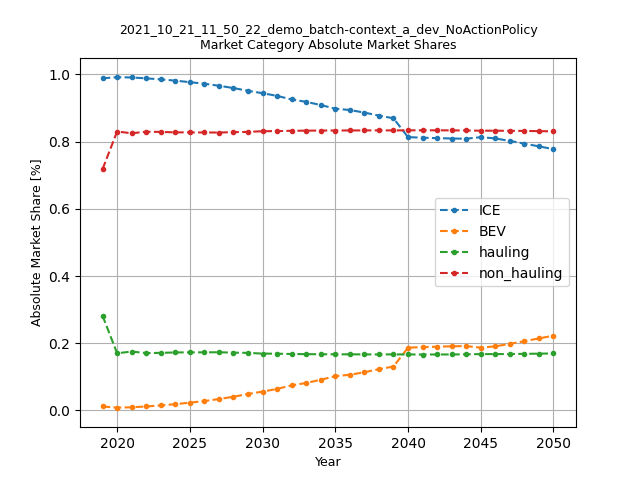 2021_10_21_11_50_22_demo_batch-context_a_dev_NoActionPolicy
Market Category Absolute Market Shares
Absolute Market Share [%]
1.0
0.8
0.6
0.4
0.2
0.0
ICE
BEV
hauling
non_hauling
2020
2025
2030
2035
2040
2045
2050
Year